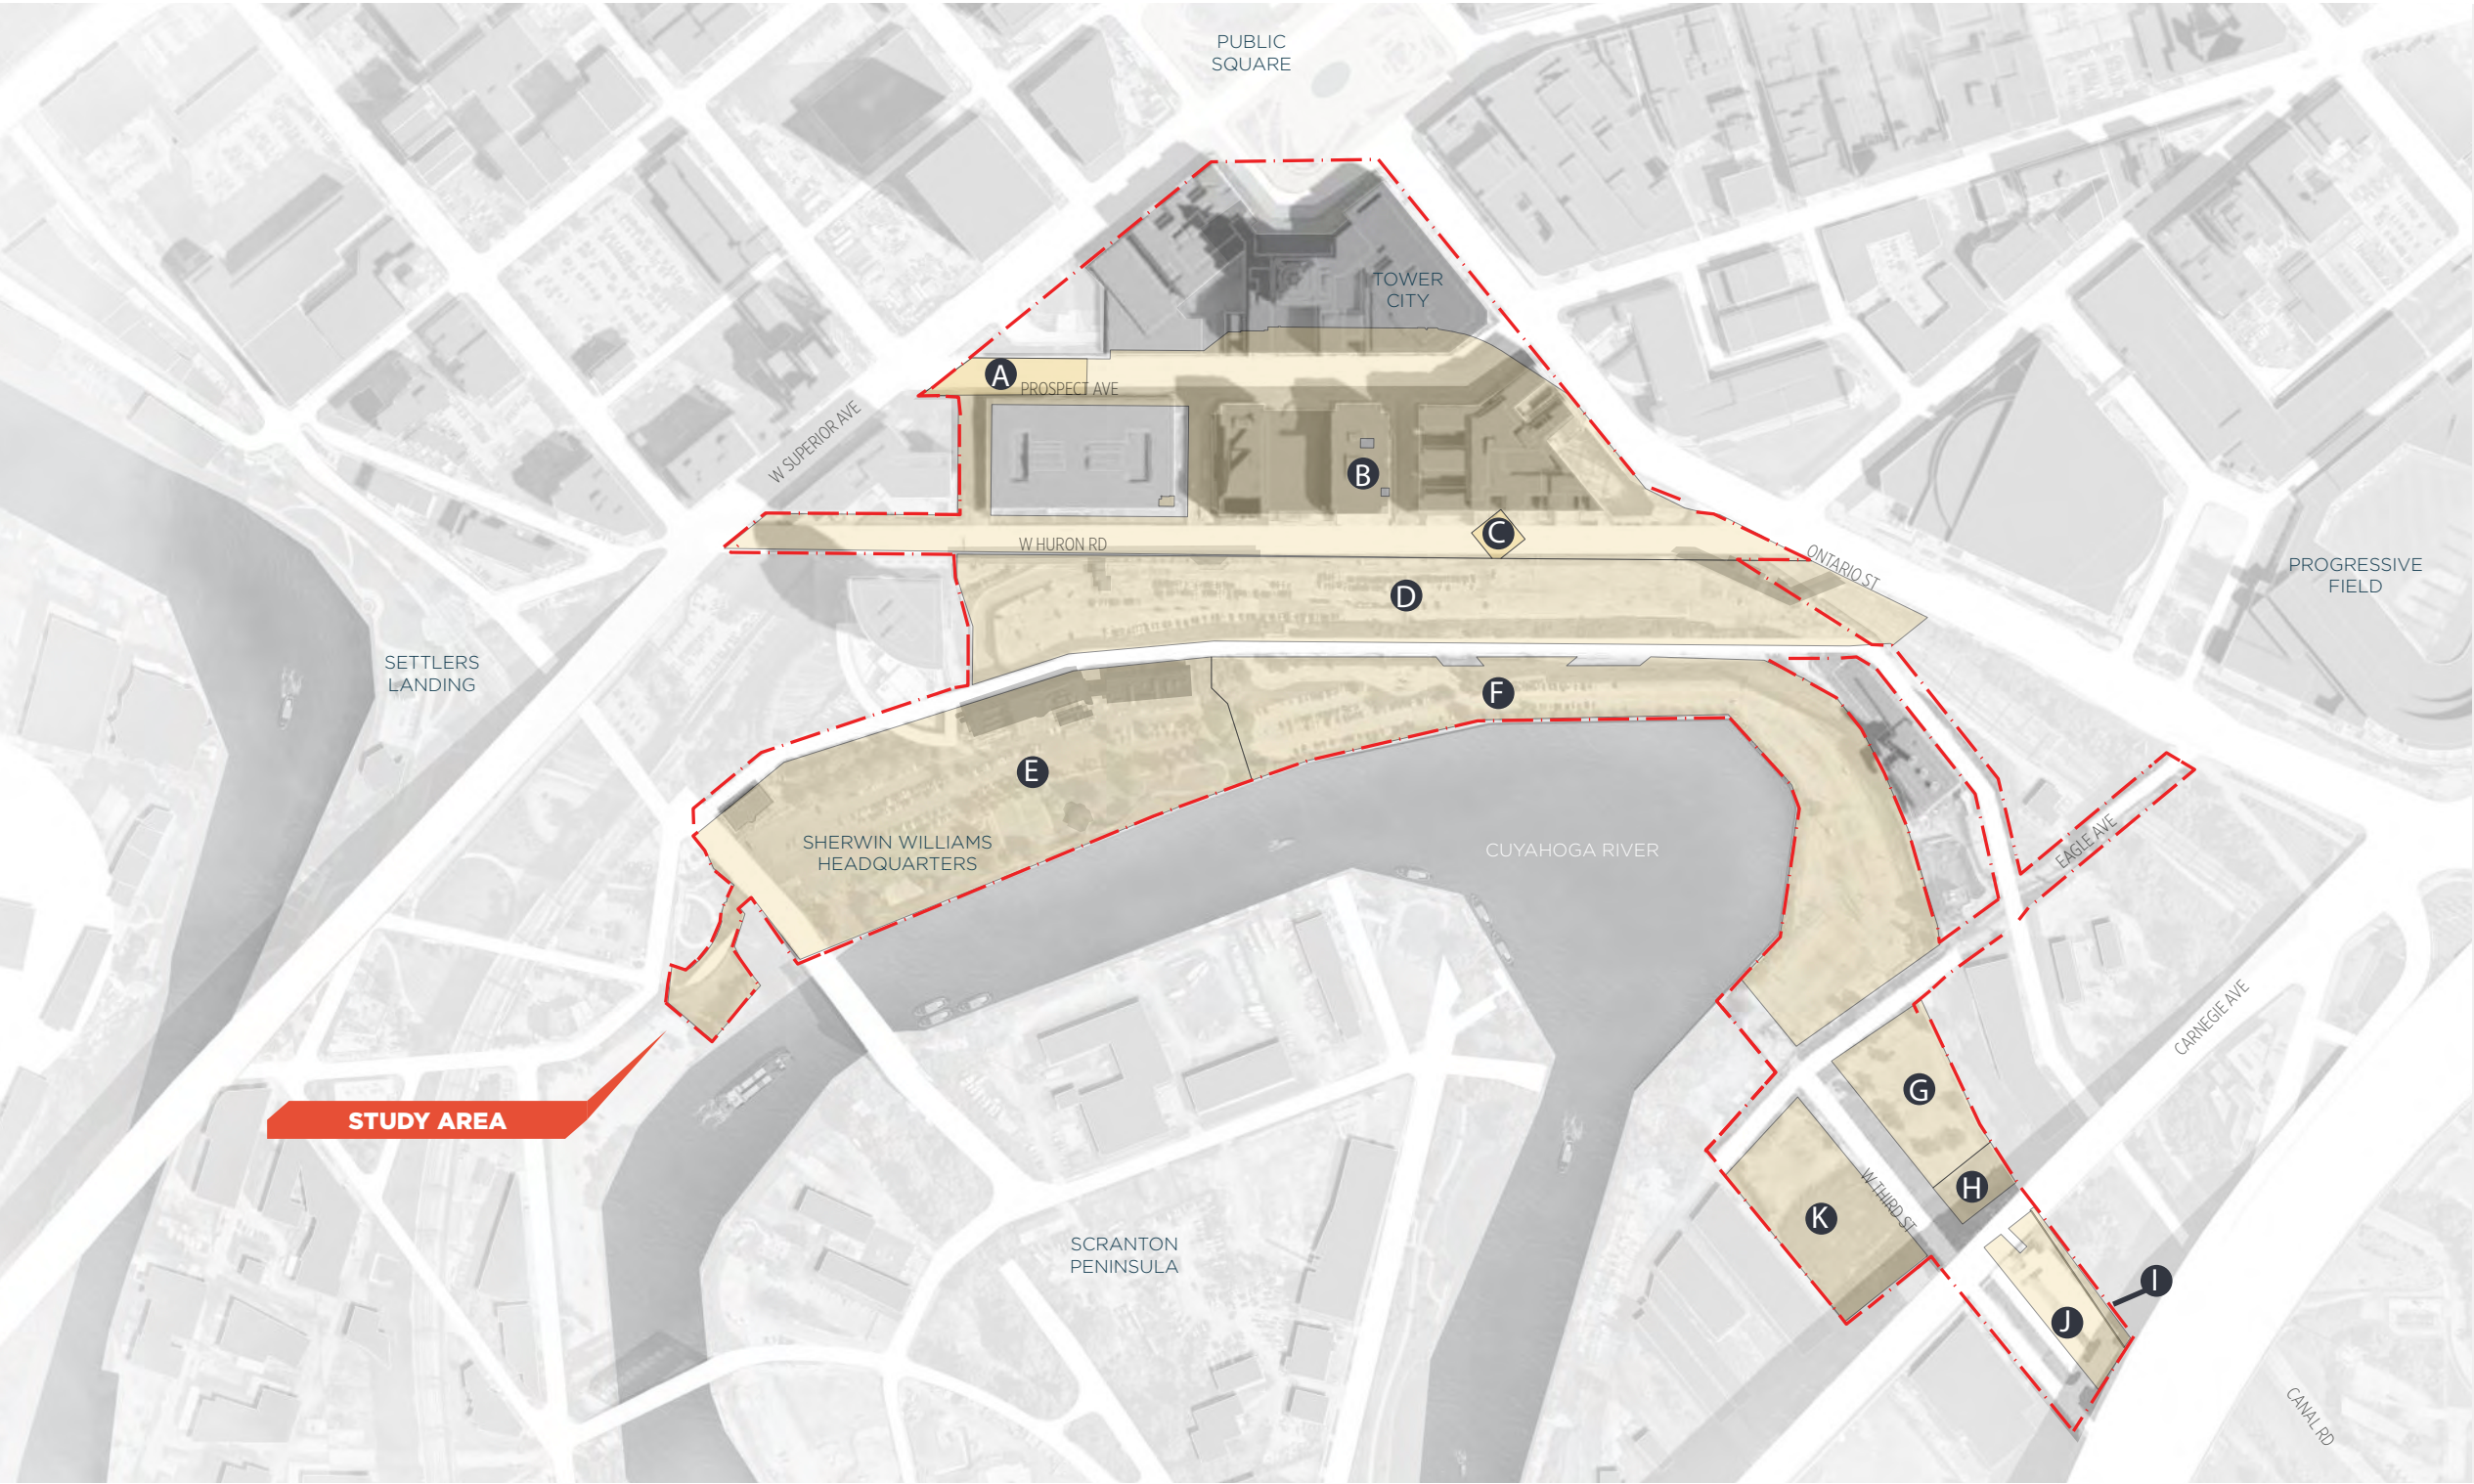 PUBLIC
SQUARE
TOWER
CITY
A
PROSPECT AVE
W SUPERIOR AVE
B
C
W HURON RD
ONTARIO ST
PROGRESSIVE
FIELD
D
SETTLERS
LANDING
F
E
SHERWIN WILLIAMS
HEADQUARTERS
CUYAHOGA RIVER
EAGLE AVE
CARNEGIE AVE
STUDY AREA
G
H
W THIRD ST
K
SCRANTON
PENINSULA
I
J
CANAL RD